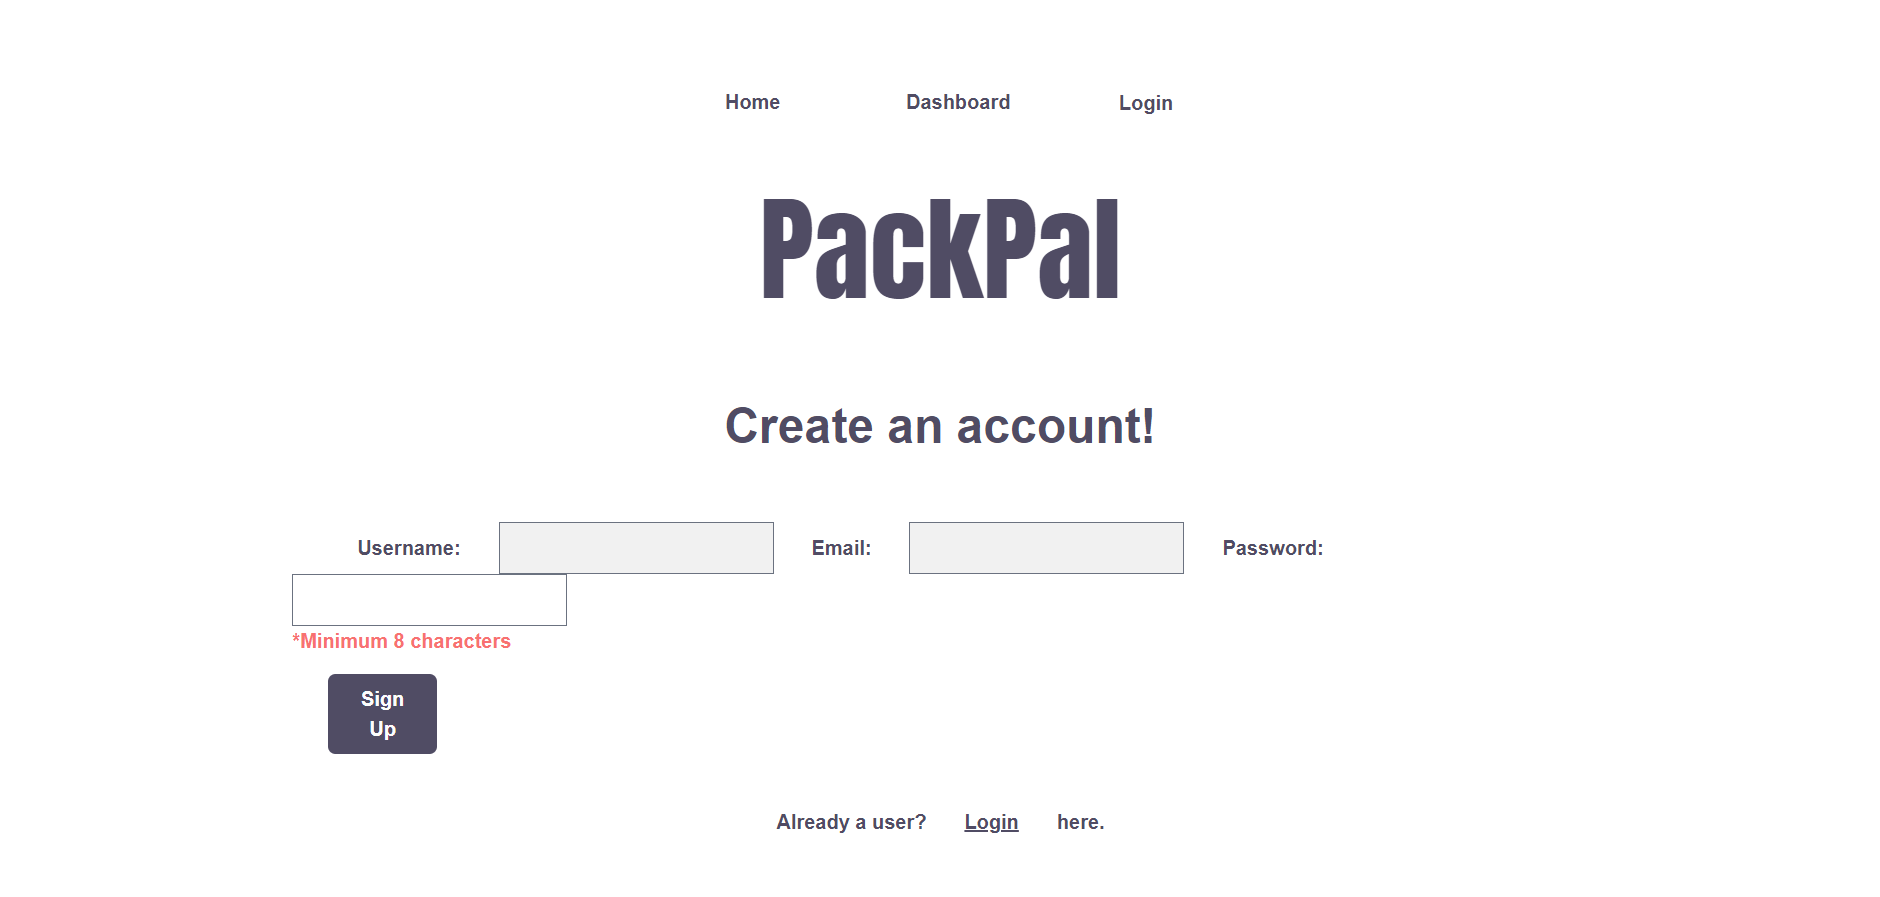 Home Dashboard Login
PackPal
Create an account!
Username: Email: Password:
*Minimum 8 characters
Sign
Up
Already a user? Login here.